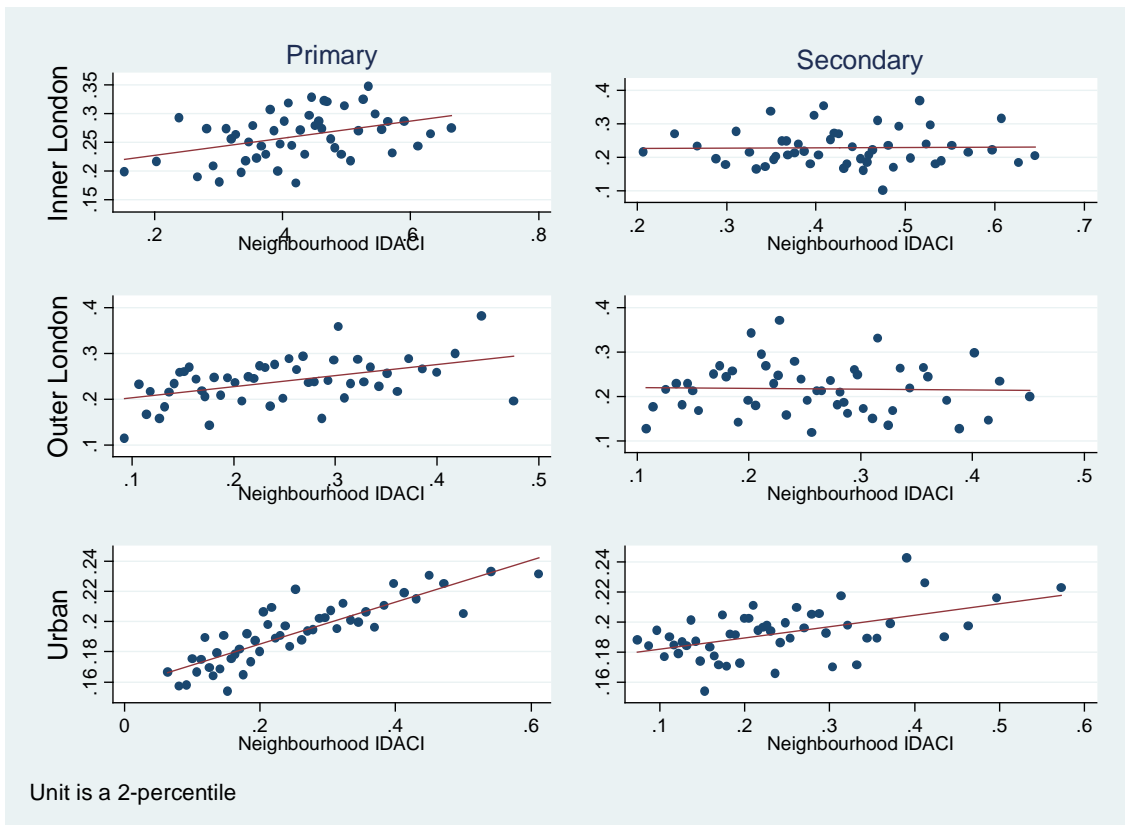 Primary
Secondary
Inner London
.15 .2 .25 .3 .35
.2 .4 .6 .8
Neighbourhood IDACI
.1 .2 .3 .4
.2 .3 .4 .5 .6 .7
Neighbourhood IDACI
Outer London
.1 .2 .3 .4
.1 .2 .3 .4 .5
Neighbourhood IDACI
.1 .2 .3 .4
.1 .2 .3 .4 .5
Neighbourhood IDACI
Urban
.16 .18 .2 .22 .24
0 .2 .4 .6
Neighbourhood IDACI
.16 .18 .2 .22 .24
.1 .2 .3 .4 .5 .6
Neighbourhood IDACI
Unit is a 2-percentile